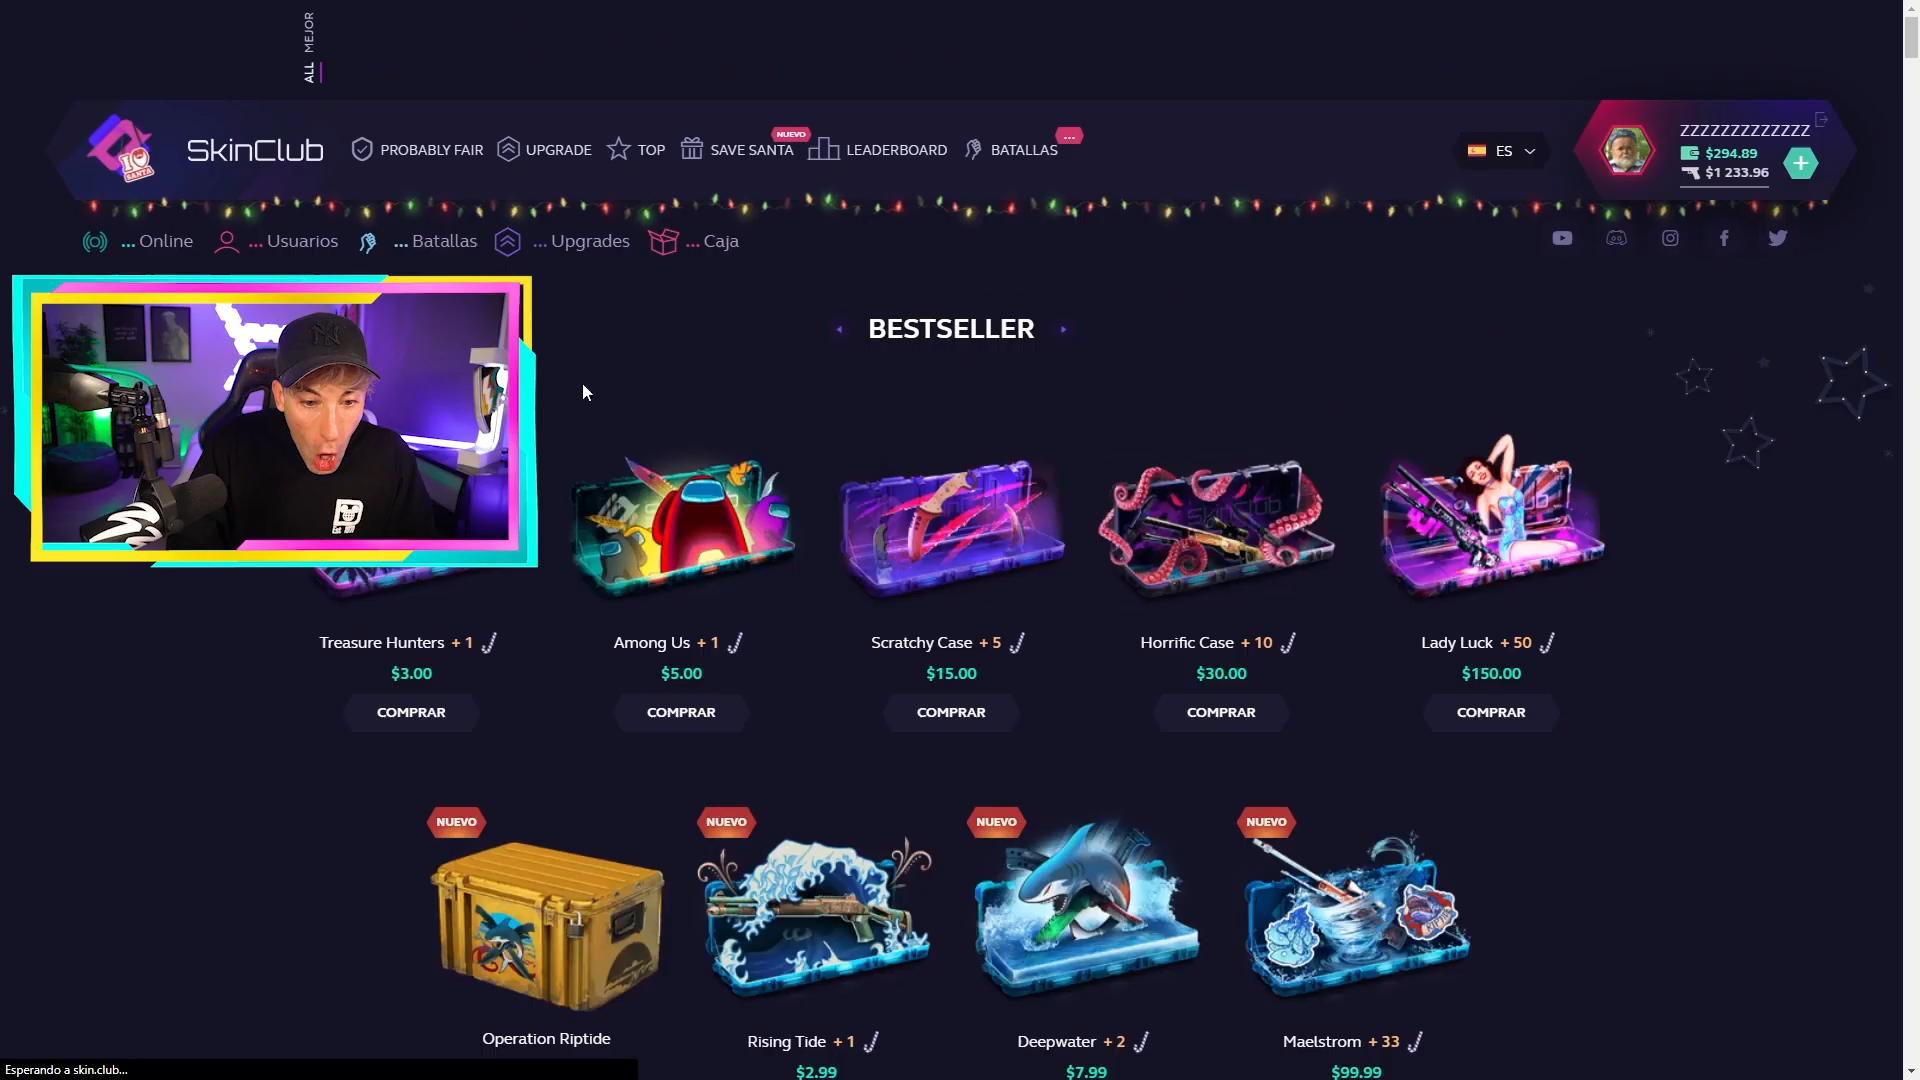 ALL MEJOR
SkinClub
PROBABLY FAIR
UPGRADE
TOP
SAVE SANTA
NUEVO
LEADERBOARD
BATALLAS
...
ES
ZZZZZZZZZZZZZ
$294.89
$1 233.96
+
I
SANTA
... Online
... Usuarios
... Batallas
... Upgrades
... Caja
BESTSELLER
Treasure Hunters + 1
$3.00
COMPRAR
Among Us + 1
$5.00
COMPRAR
Scratchy Case + 5
$15.00
COMPRAR
Horrific Case + 10
$30.00
COMPRAR
Lady Luck + 50
$150.00
COMPRAR
NUEVO
Operation Riptide
NUEVO
Rising Tide + 1
$2.99
NUEVO
Deepwater + 2
$7.99
NUEVO
Maelstrom + 33
$99.99
Esperando a skin.club...